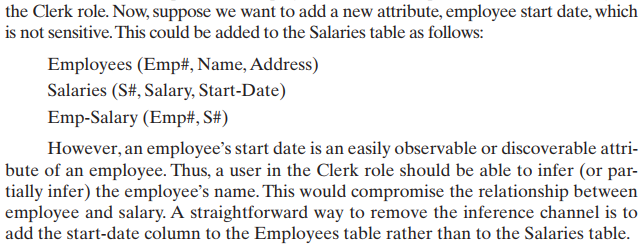 the Clerk role. Now, suppose we want to add a new attribute, employee start date, which
is not sensitive. This could be added to the Salaries table as follows:
Employees (Emp#, Name, Address)
Salaries (S#, Salary, Start-Date)
Emp-Salary (Emp#, S#)
However, an employee's start date is an easily observable or discoverable attri-
bute of an employee. Thus, a user in the Clerk role should be able to infer (or par-
tially infer) the employee's name. This would compromise the relationship between
employee and salary. A straightforward way to remove the inference channel is to
add the start-date column to the Employees table rather than to the Salaries table.